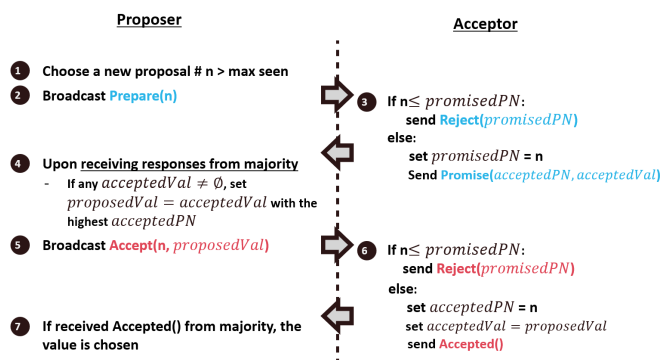 Proposer
1 Choose a new proposal # n > max seen
2 Broadcast Prepare(n)
4 Upon receiving responses from majority
- If any acceptedVal ≠ ∅, set
proposedVal = acceptedVal with the
highest acceptedPN
5 Broadcast Accept(n, proposedVal)
7 If received Accepted() from majority, the
value is chosen
Acceptor
3 If n≤ promisedPN:
send Reject(promisedPN)
else:
set promisedPN = n
Send Promise(acceptedPN, acceptedVal)
6 If n≤ promisedPN:
send Reject(promisedPN)
else:
set acceptedPN = n
set acceptedVal = proposedVal
send Accepted()